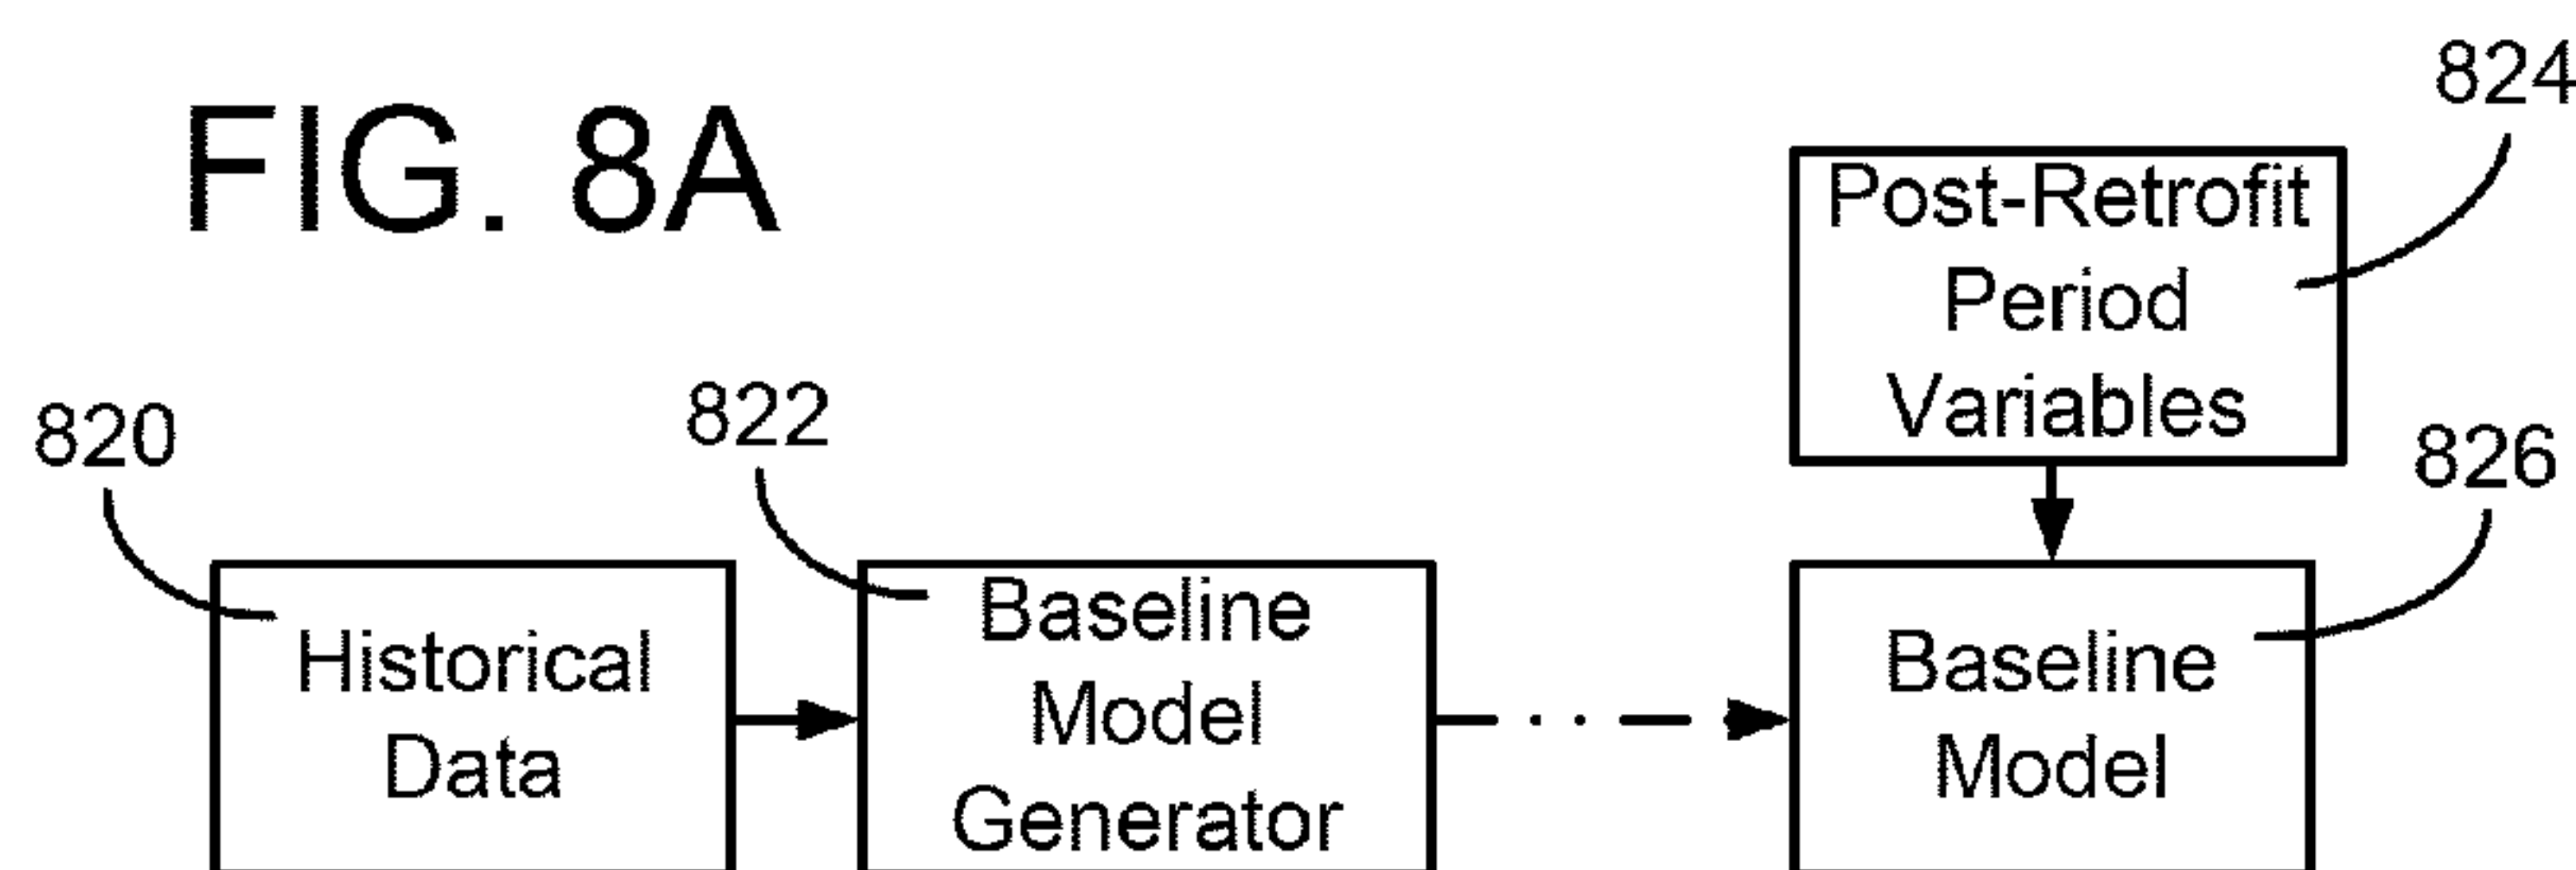 FIG. 8A
824
Post-Retrofit
Period
Variables
820
822
826
Historical
Data
Baseline
Model
Generator
Baseline
Model